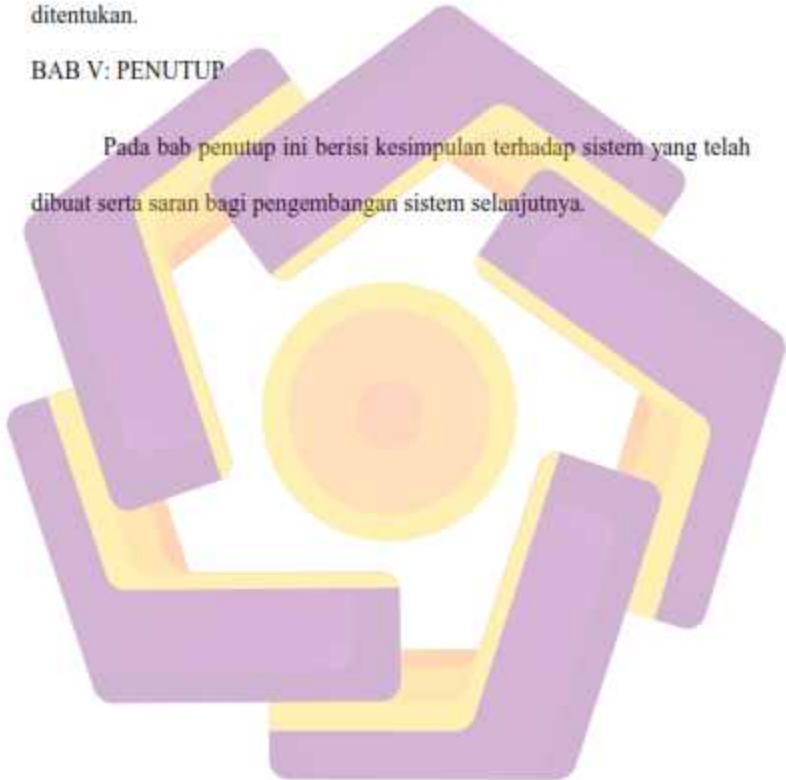 ditentukan.
BAB V: PENUTUP
Pada bab penutup ini berisi kesimpulan terhadap sistem yang telah
dibuat serta saran bagi pengembangan sistem selanjutnya.